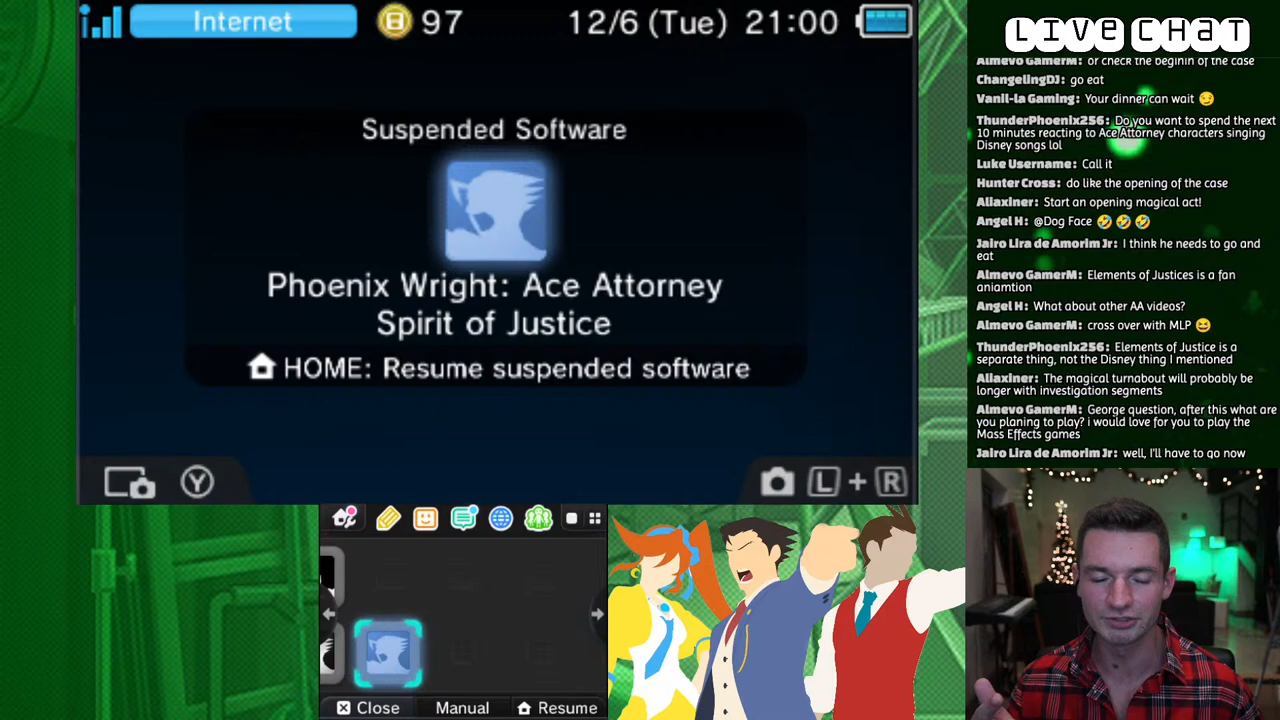 Internet
97
12/6 (Tue) 21:00
Suspended Software
Phoenix Wright: Ace Attorney
Spirit of Justice
HOME: Resume suspended software
Y
L + R
Close
Manual
Resume
LIVE CHAT
Almevo GamerM: or check the beginin of the case
ChangelingDJ: go eat
Vanil-la Gaming: Your dinner can wait 😏
ThunderPhoenix256: Do you want to spend the next
10 minutes reacting to Ace Attorney characters singing
Disney songs lol
Luke Username: Call it
Hunter Cross: do like the opening of the case
Aliaxiner: Start an opening magical act!
Angel H: @Dog Face 🤣 🤣 🤣
Jairo Lira de Amorim Jr: I think he needs to go and
eat
Almevo GamerM: Elements of Justices is a fan
aniamtion
Angel H: What about other AA videos?
Almevo GamerM: cross over with MLP 😆
ThunderPhoenix256: Elements of Justice is a
separate thing, not the Disney thing I mentioned
Aliaxiner: The magical turnabout will probably be
longer with investigation segments
Almevo GamerM: George question, after this what are
you planing to play? i would love for you to play the
Mass Effects games
Jairo Lira de Amorim Jr: well, I'll have to go now